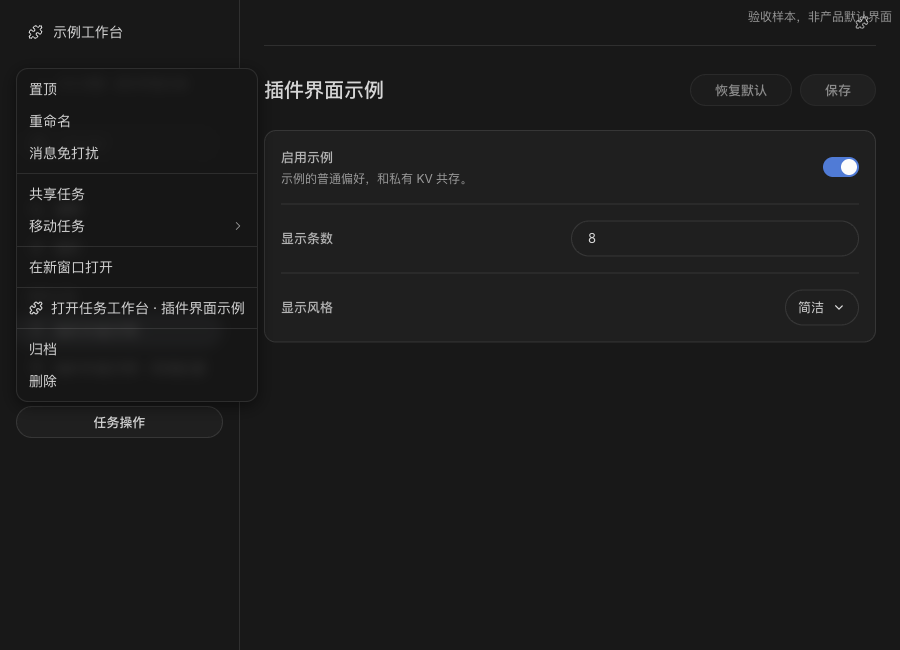 示例工作台
验收样本，非产品默认界面
置顶
重命名
消息免打扰
共享任务
移动任务
在新窗口打开
打开任务工作台 · 插件界面示例
归档
删除
任务操作
插件界面示例
恢复默认
保存
启用示例
示例的普通偏好，和私有 KV 共存。
显示条数
8
显示风格
简洁